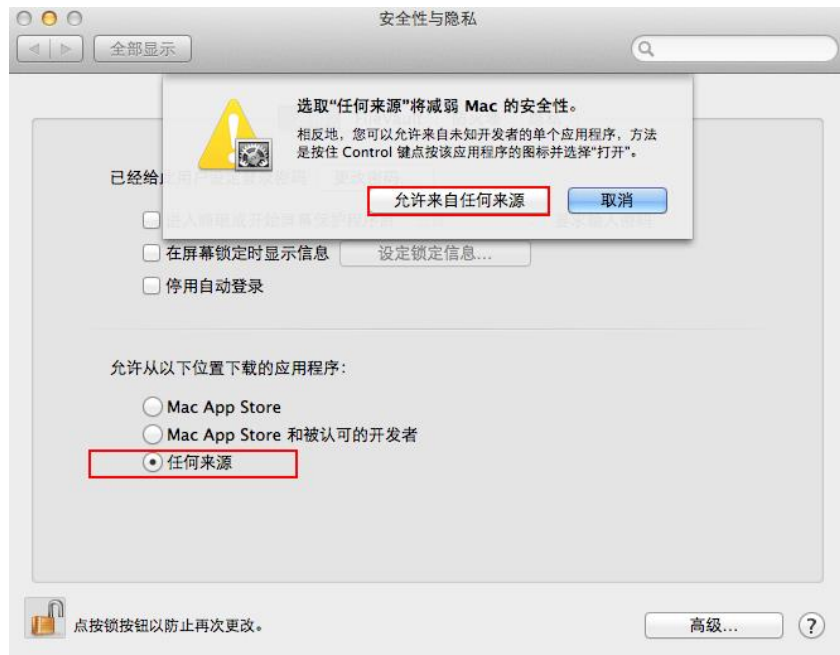 安全性与隐私
全部显示
选取“任何来源”将减弱 Mac 的安全性。
相反地，您可以允许来自未知开发者的单个应用程序，方法
是按住 Control 键点按该应用程序的图标并选择“打开”。
允许来自任何来源
取消
已经给
在屏幕锁定时显示信息
设定锁定信息...
停用自动登录
允许从以下位置下载的应用程序：
Mac App Store
Mac App Store 和被认可的开发者
任何来源
点按锁按钮以防止再次更改。
高级...
?